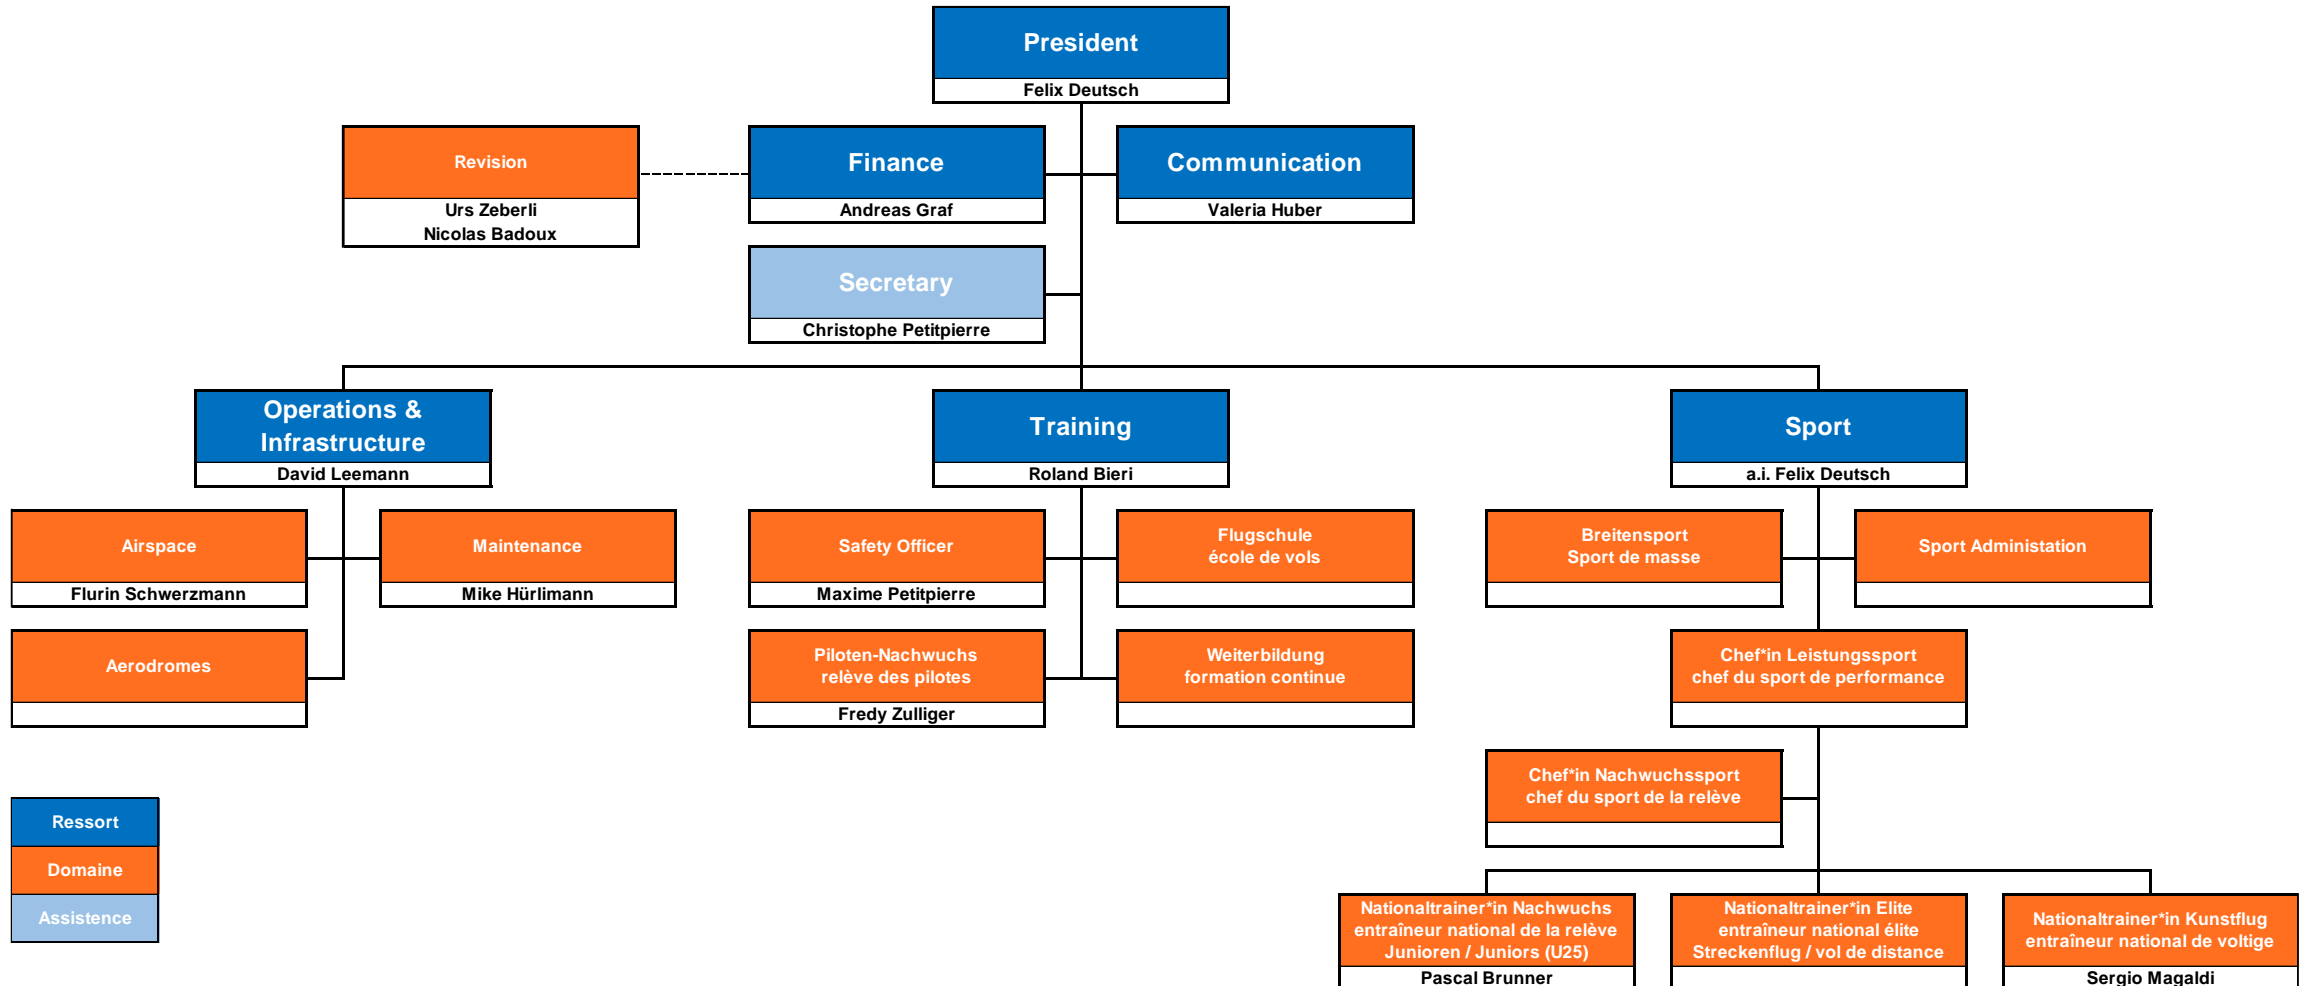 President
Felix Deutsch
Revision
Urs Zeberli
Nicolas Badoux
Finance
Andreas Graf
Communication
Valeria Huber
Secretary
Christophe Petitpierre
Operations &
Infrastructure
David Leemann
Training
Roland Bieri
Sport
a.i. Felix Deutsch
Airspace
Flurin Schwerzmann
Maintenance
Mike Hürlimann
Safety Officer
Maxime Petitpierre
Flugschule
école de vols
Breitensport
Sport de masse
Sport Administation
Aerodromes
Piloten-Nachwuchs
relève des pilotes
Fredy Zulliger
Weiterbildung
formation continue
Chef*in Leistungssport
chef du sport de performance
Chef*in Nachwuchssport
chef du sport de la relève
Ressort
Domaine
Assistence
Nationaltrainer*in Nachwuchs
entraîneur national de la relève
Junioren / Juniors (U25)
Pascal Brunner
Nationaltrainer*in Elite
entraîneur national élite
Streckenflug / vol de distance
Nationaltrainer*in Kunstflug
entraîneur national de voltige
Sergio Magaldi